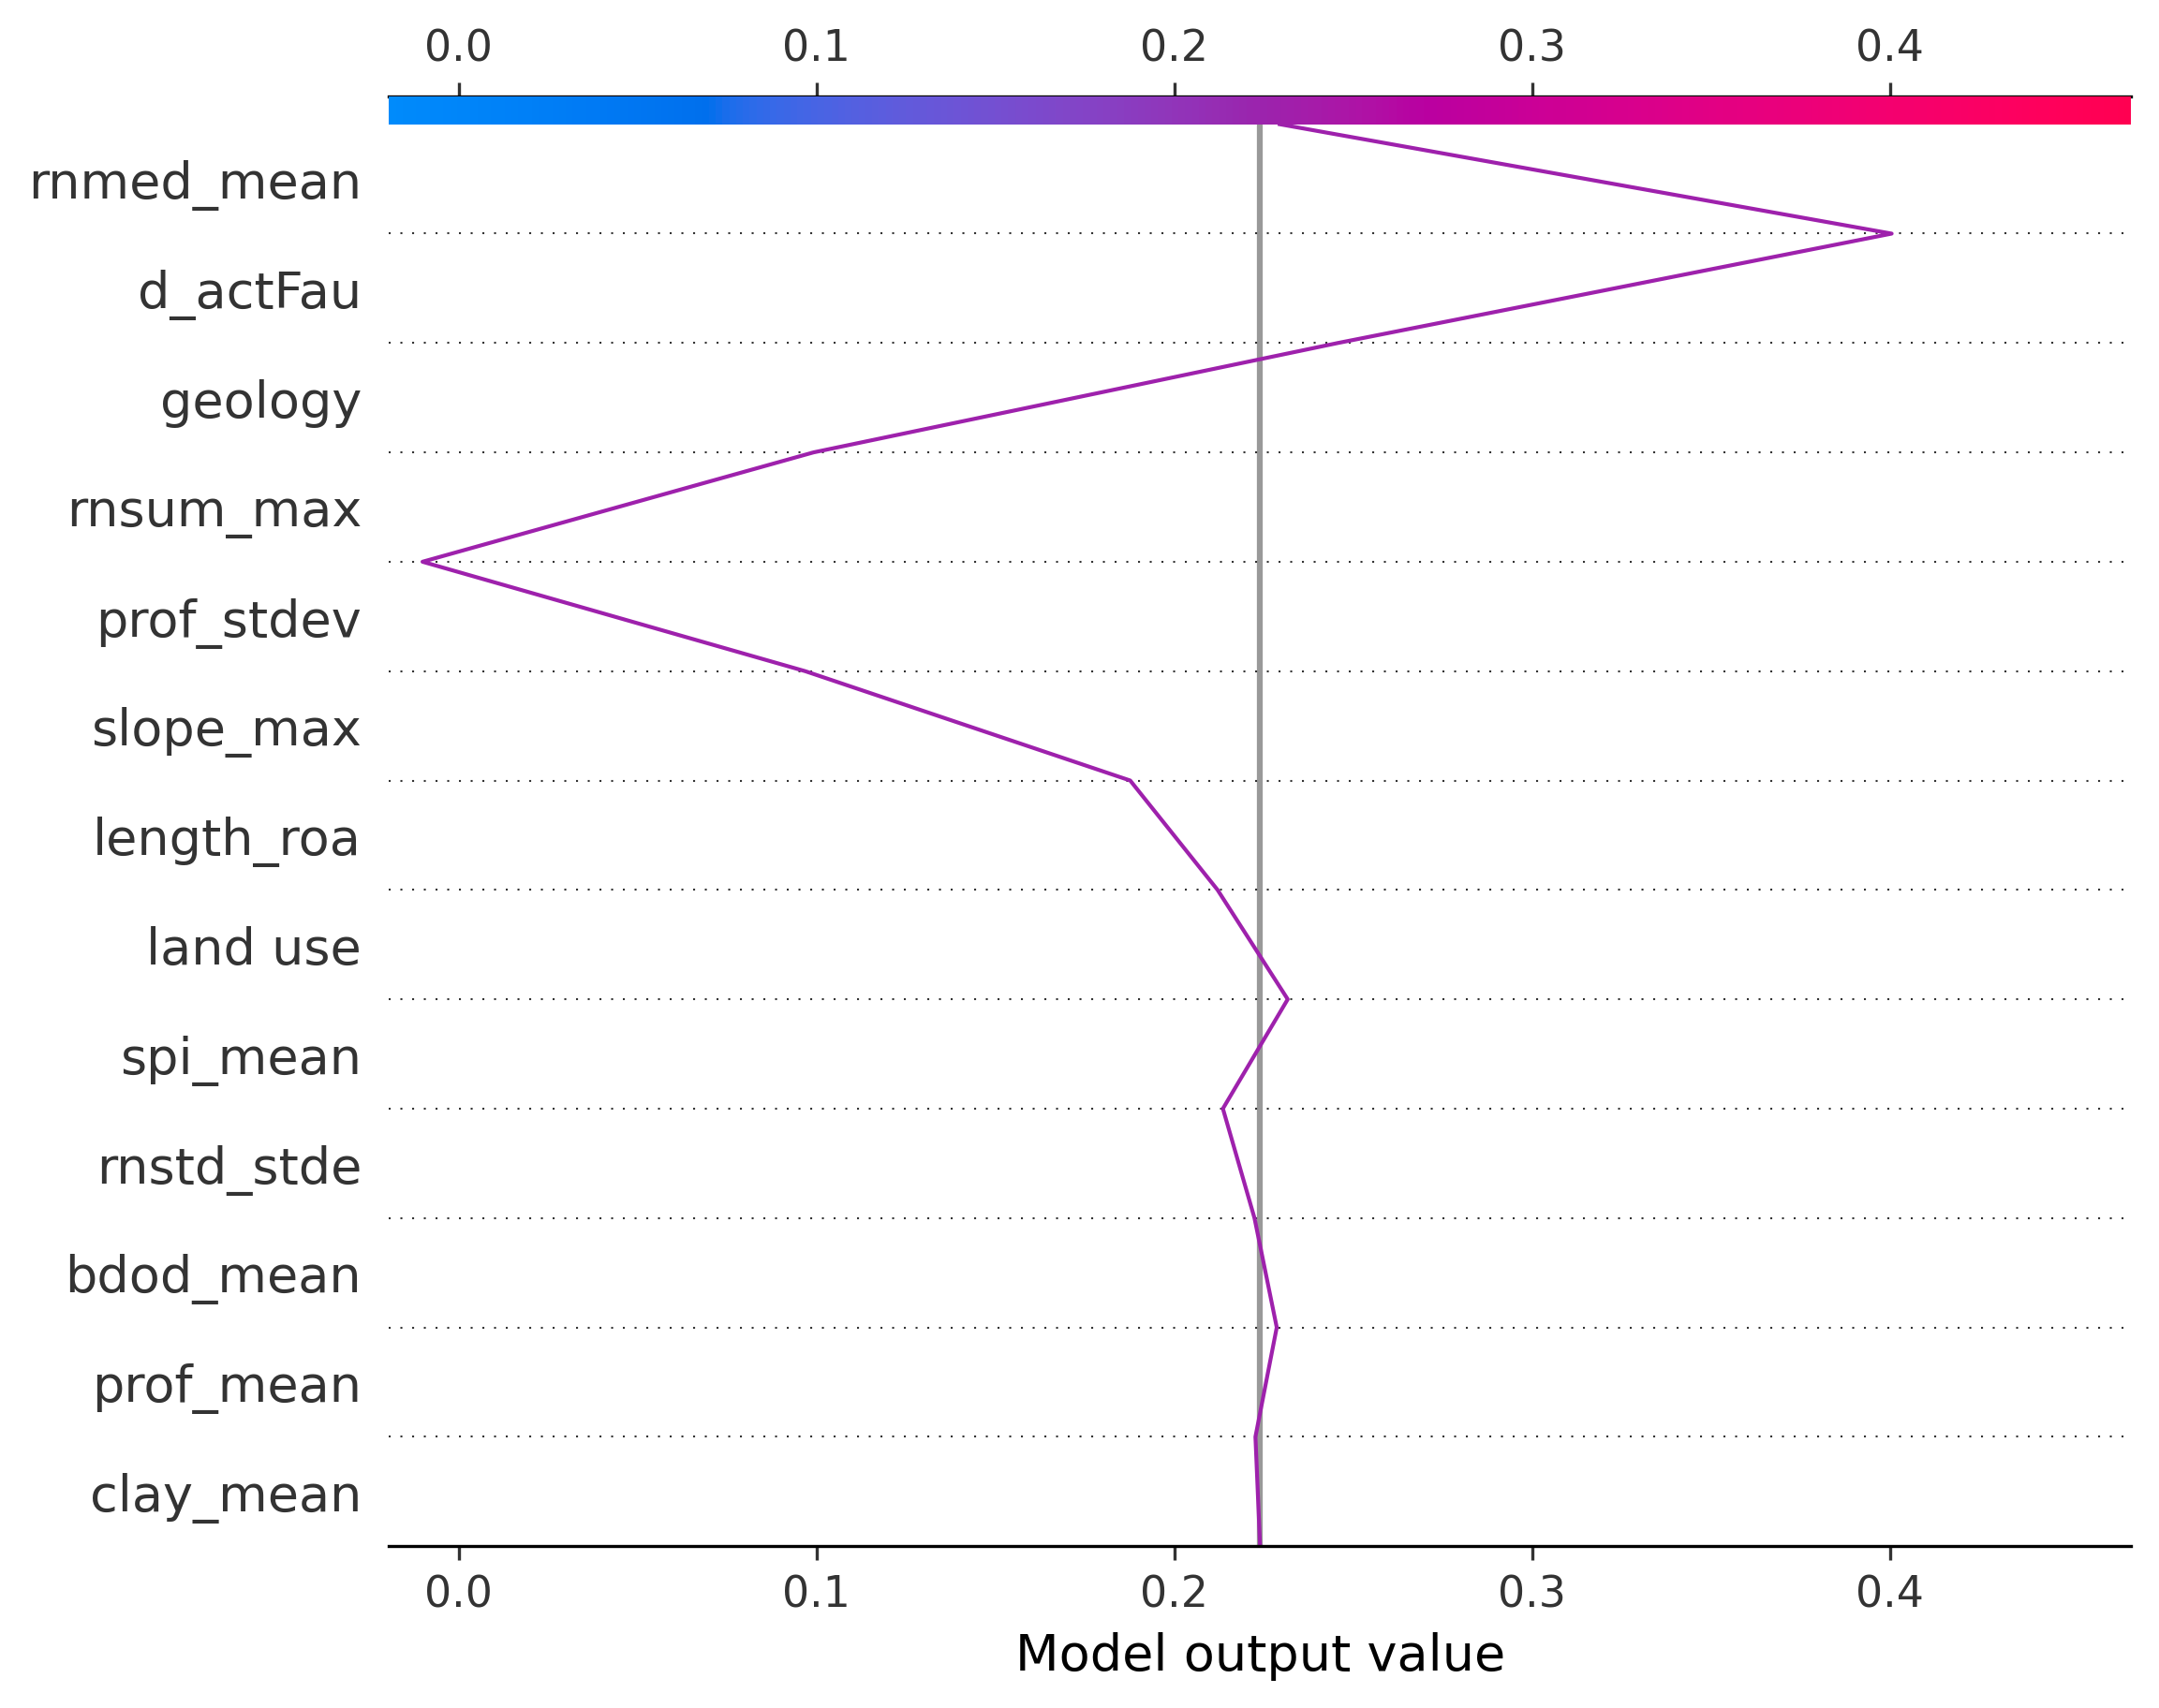 0.0 0.1 0.2 0.3 0.4
rnmed_mean
d_actFau
geology
rnsum_max
prof_stdev
slope_max
length_roa
land use
spi_mean
rnstd_stde
bdod_mean
prof_mean
clay_mean
0.0 0.1 0.2 0.3 0.4
Model output value